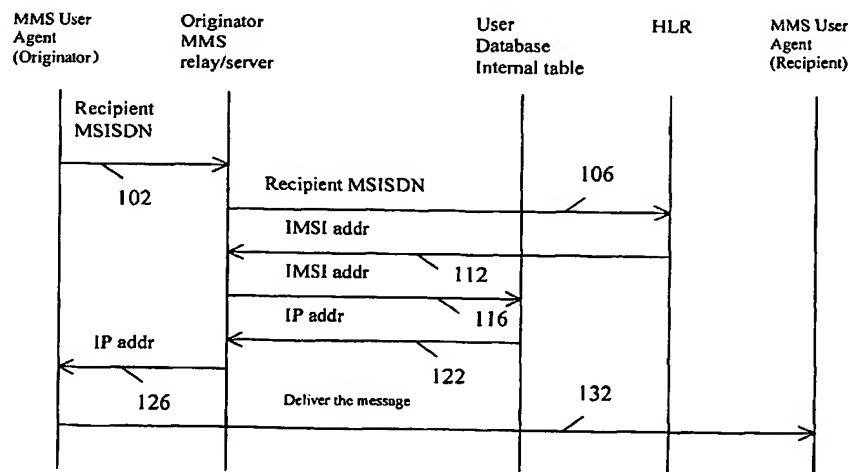 MMS User
Agent
(Originator)
Originator
MMS
relay/server
User
Database
Internal table
HLR
MMS User
Agent
(Recipient)
Recipient
MSISDN
102
Recipient MSISDN
106
IMSI addr
112
IMSI addr
116
IP addr
122
IP addr
126
Deliver the message
132